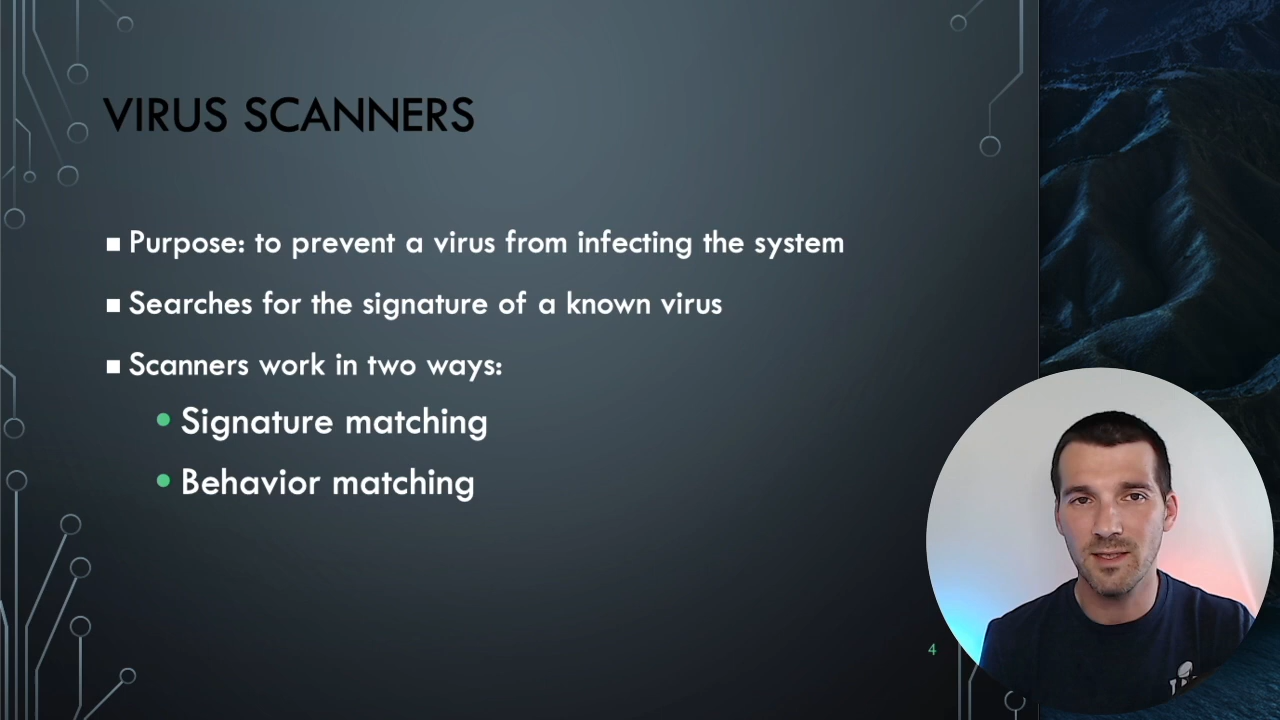 VIRUS SCANNERS
Purpose: to prevent a virus from infecting the system
Searches for the signature of a known virus
Scanners work in two ways:
Signature matching
Behavior matching
4